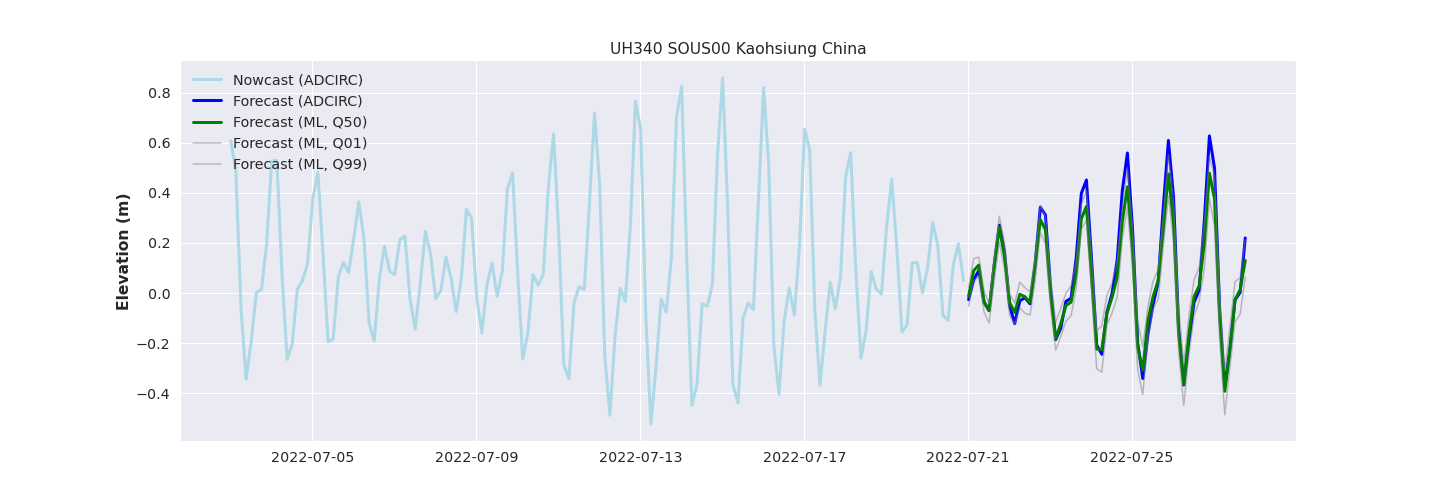 UH340 SOUS00 Kaohsiung China
Nowcast (ADCIRC)
Forecast (ADCIRC)
Forecast (ML, Q50)
Forecast (ML, Q01)
Forecast (ML, Q99)
Elevation (m)
0.8
0.6
0.4
0.2
0.0
−0.2
−0.4
2022-07-05 2022-07-09 2022-07-13 2022-07-17 2022-07-21 2022-07-25